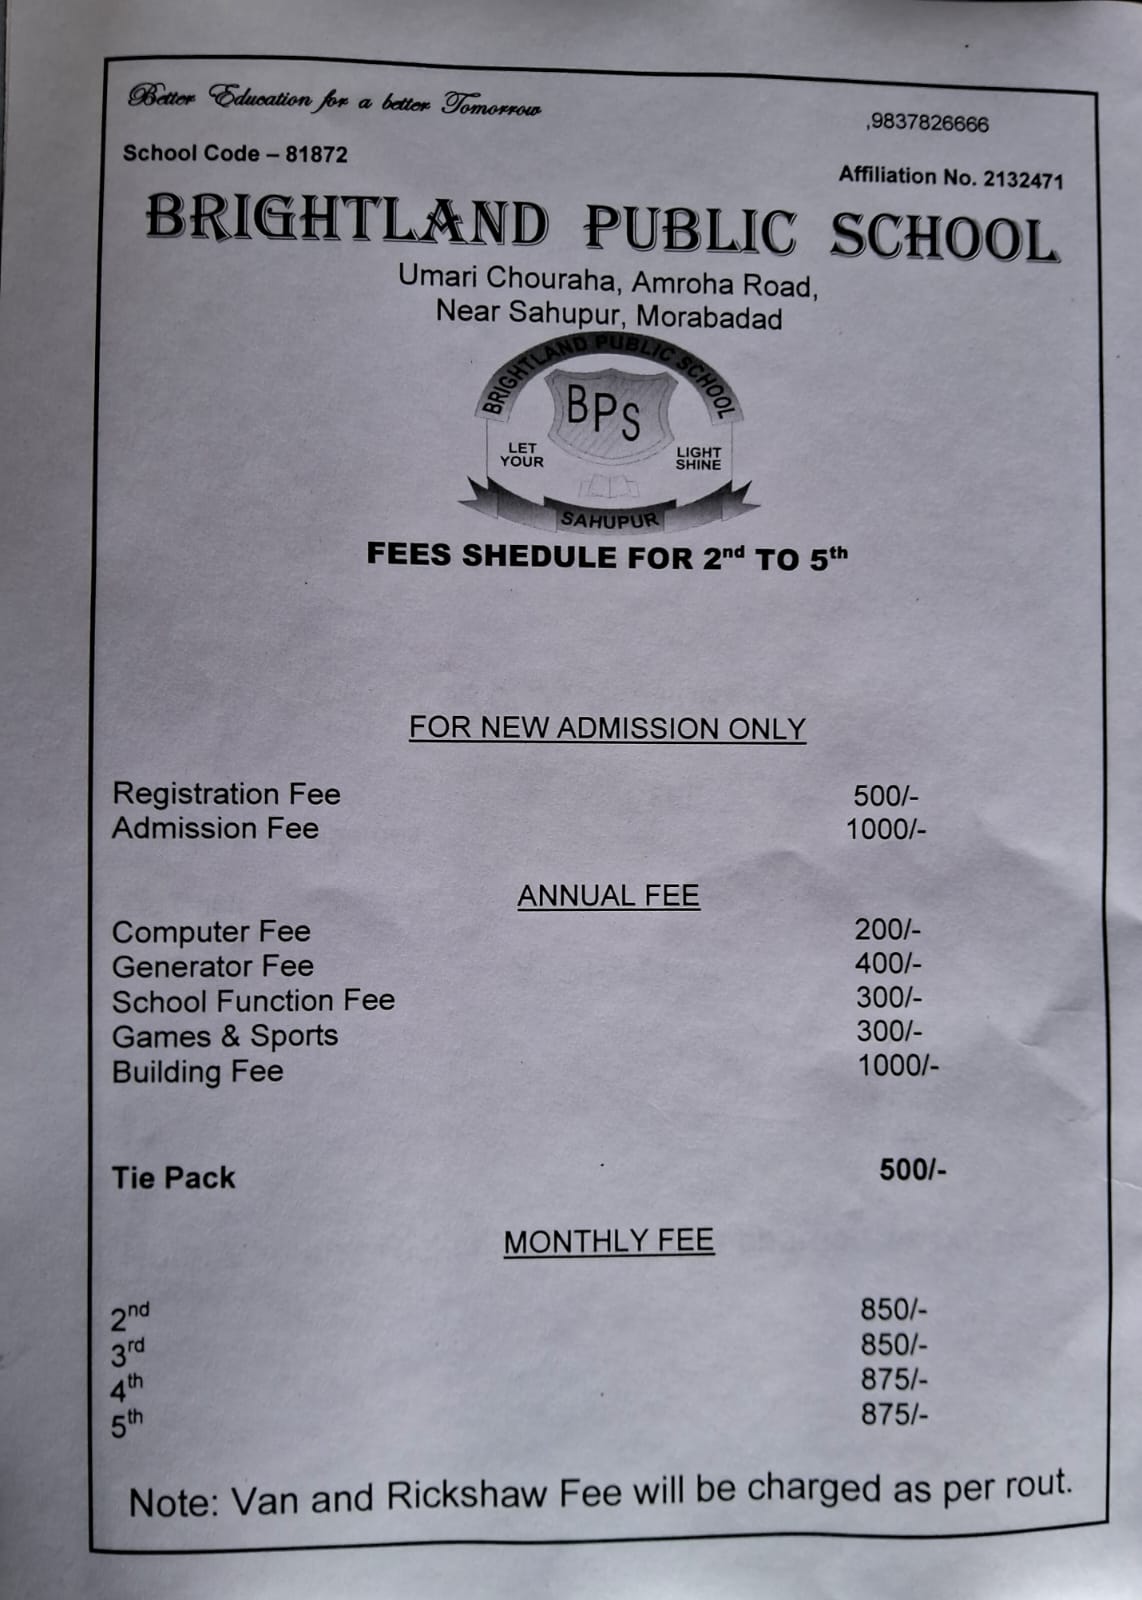 Better Education for a better Tomorrow
,9837826666
School Code – 81872
Affiliation No. 2132471
BRIGHTLAND PUBLIC SCHOOL
Umari Chouraha, Amroha Road,
Near Sahupur, Morabadad
BRIGHTLAND PUBLIC SCHOOL
BPS
LET YOUR
LIGHT SHINE
SAHUPUR
FEES SHEDULE FOR 2nd TO 5th
FOR NEW ADMISSION ONLY
Registration Fee 500/-
Admission Fee 1000/-
ANNUAL FEE
Computer Fee 200/-
Generator Fee 400/-
School Function Fee 300/-
Games & Sports 300/-
Building Fee 1000/-
Tie Pack 500/-
MONTHLY FEE
2nd 850/-
3rd 850/-
4th 875/-
5th 875/-
Note: Van and Rickshaw Fee will be charged as per rout.